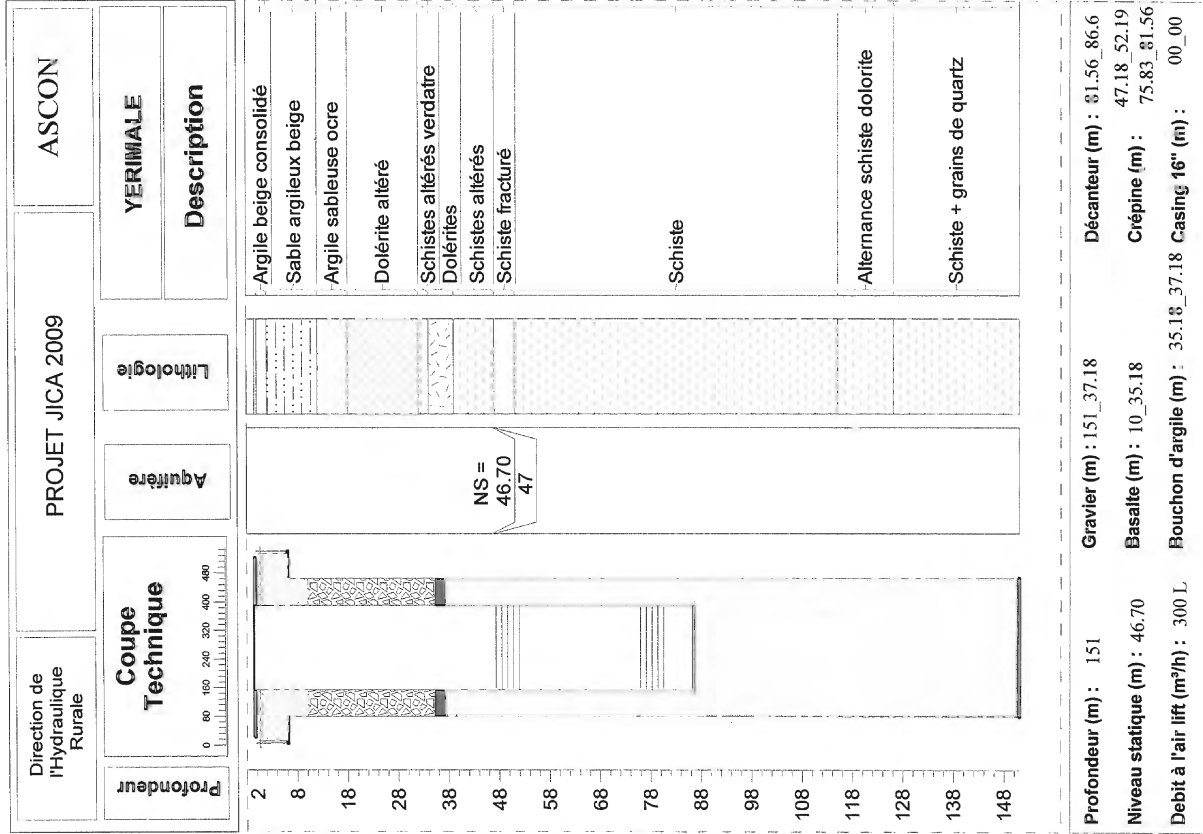 Direction de
l'Hydraulique
Rurale
PROJET JICA 2009
ASCON
Profondeur
Coupe
Technique
0 80 160 240 320 400 480
Aquifère
Lithologie
YERIMALE
Description
2
8
18
28
38
48
58
68
78
88
98
108
118
128
138
148
NS =
46.70
47
Argile beige consolidé
Sable argileux beige
Argile sableuse ocre
Dolérite altéré
Schistes altérés verdatre
Dolérites
Schistes altérés
Schiste fracturé
Schiste
Alternance schiste dolorite
Schiste + grains de quartz
Profondeur (m) : 151
Gravier (m) : 151_37.18
Décanteur (m) : 81.56_86.6
Niveau statique (m) : 46.70
Basalte (m) : 10_35.18
Crépine (m) : 47.18_52.19
75.83_81.56
Debit à l'air lift (m³/h) : 300 L
Bouchon d'argile (m) : 35.18_37.18
Casing 16" (m) : 00_00